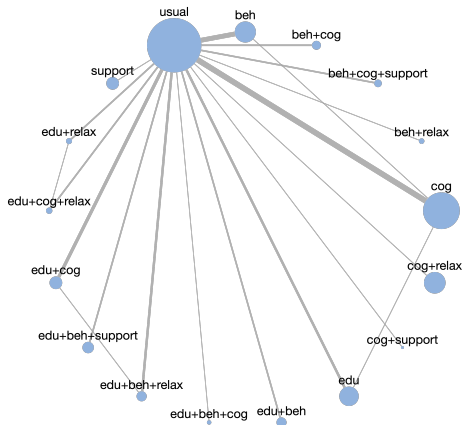 usual
beh
beh+cog
support
beh+cog+support
edu+relax
beh+relax
cog
edu+cog+relax
cog+relax
edu+cog
edu+beh+support
cog+support
edu
edu+beh+relax
edu+beh+cog
edu+beh